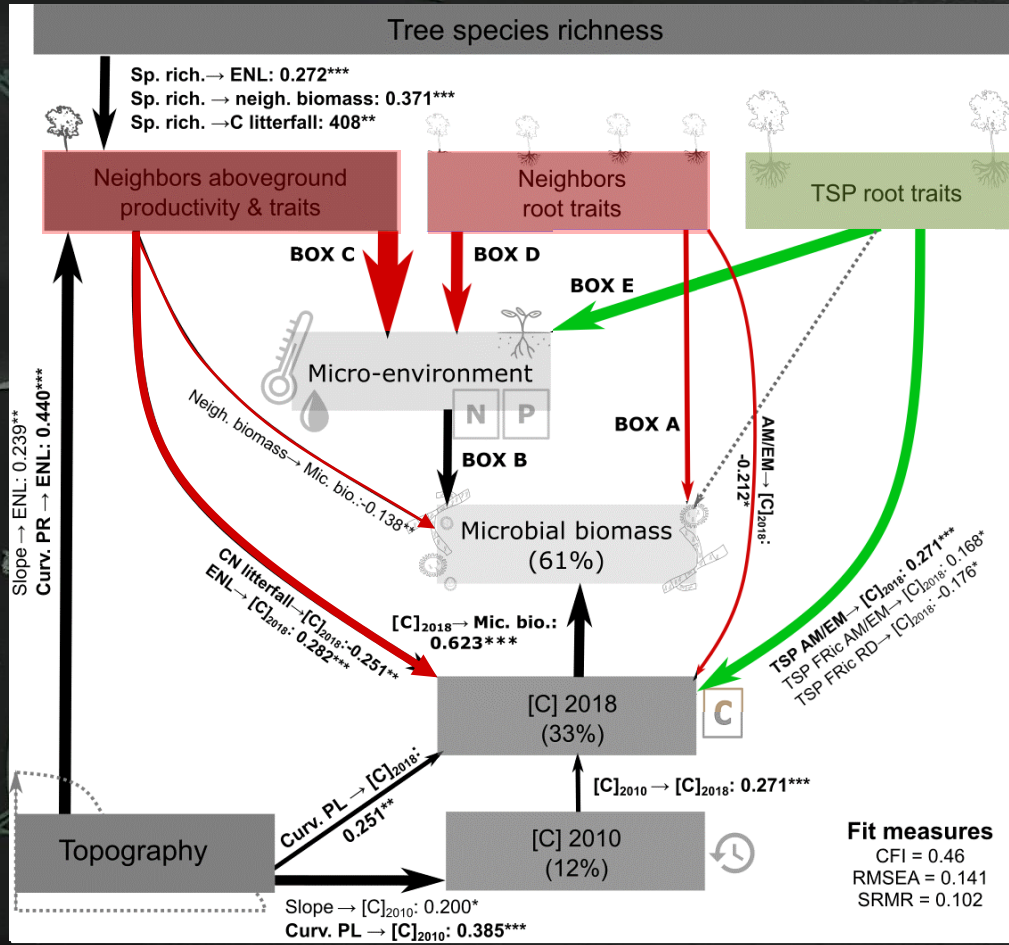 Tree species richness
Sp. rich.→ ENL: 0.272***
Sp. rich. → neigh. biomass: 0.371***
Sp. rich. →C litterfall: 408**
Neighbors aboveground
productivity & traits
Neighbors
root traits
TSP root traits
BOX C
BOX D
BOX E
Micro-environment
N P
BOX A
BOX B
Slope→ ENL: 0.239**
Curv. PR → ENL: 0.440***
Neigh. biomass→ Mic. bio.:-0.138**
AM/EM→ [C]2018:
-0.212*
Microbial biomass
(61%)
CN litterfall→[C]2018:-0.251**
ENL→[C]2018: 0.282***
[C]2018→ Mic. bio.:
0.623***
TSP AM/EM→ [C]2018: 0.271***
TSP FRic AM/EM→ [C]2018: 0.168*
TSP FRic RD→ [C]2018: -0.176*
[C] 2018
(33%)
C
Curv. PL → [C]2018:
0.251**
[C]2010 → [C]2018: 0.271***
Topography
[C] 2010
(12%)
Slope → [C]2010: 0.200*
Curv. PL → [C]2010: 0.385***
Fit measures
CFI = 0.46
RMSEA = 0.141
SRMR = 0.102